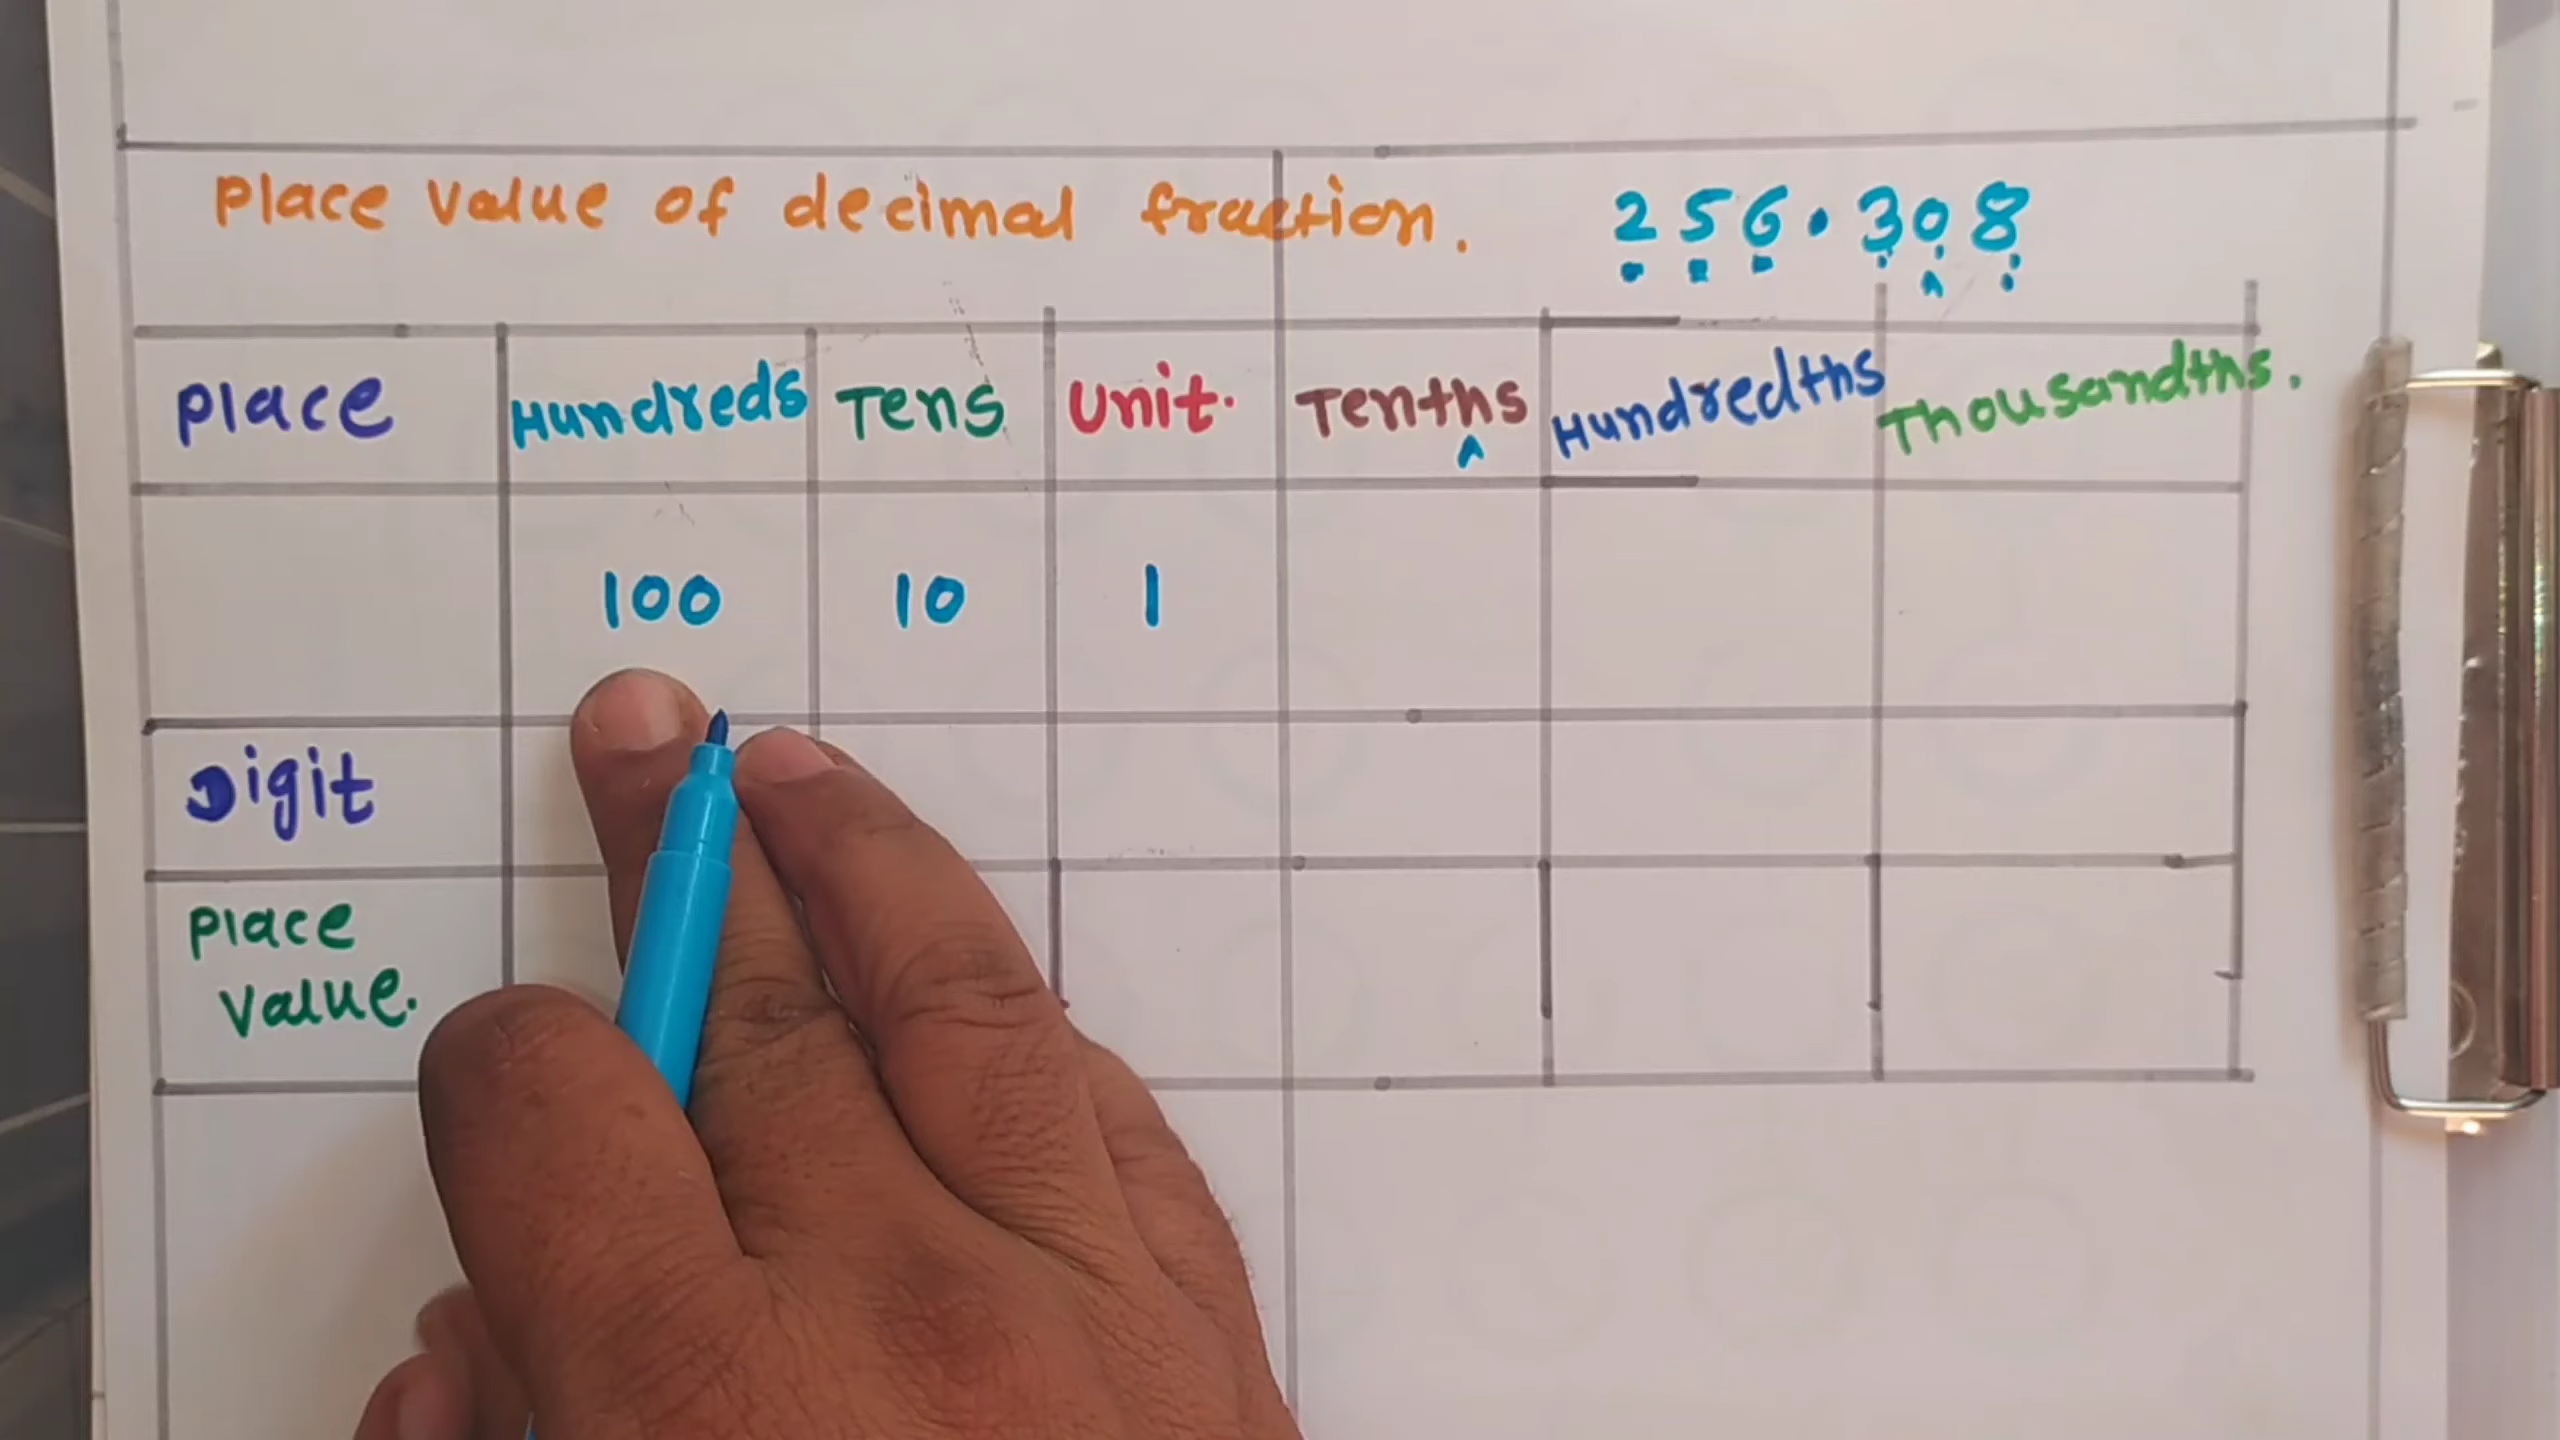 Place Value of decimal fraction. 256.308
Place Hundreds Tens Unit. Tenths Hundredths Thousandths.
100 10 1
Digit
Place
Value.